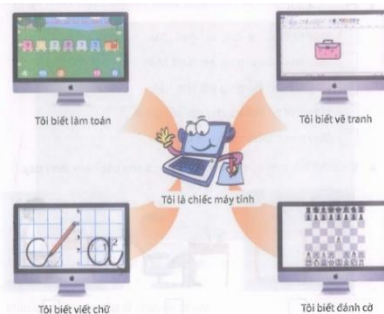 Tôi biết làm toán
Tôi biết vẽ tranh
Tôi là chiếc máy tính
Tôi biết viết chữ
Tôi biết đánh cờ